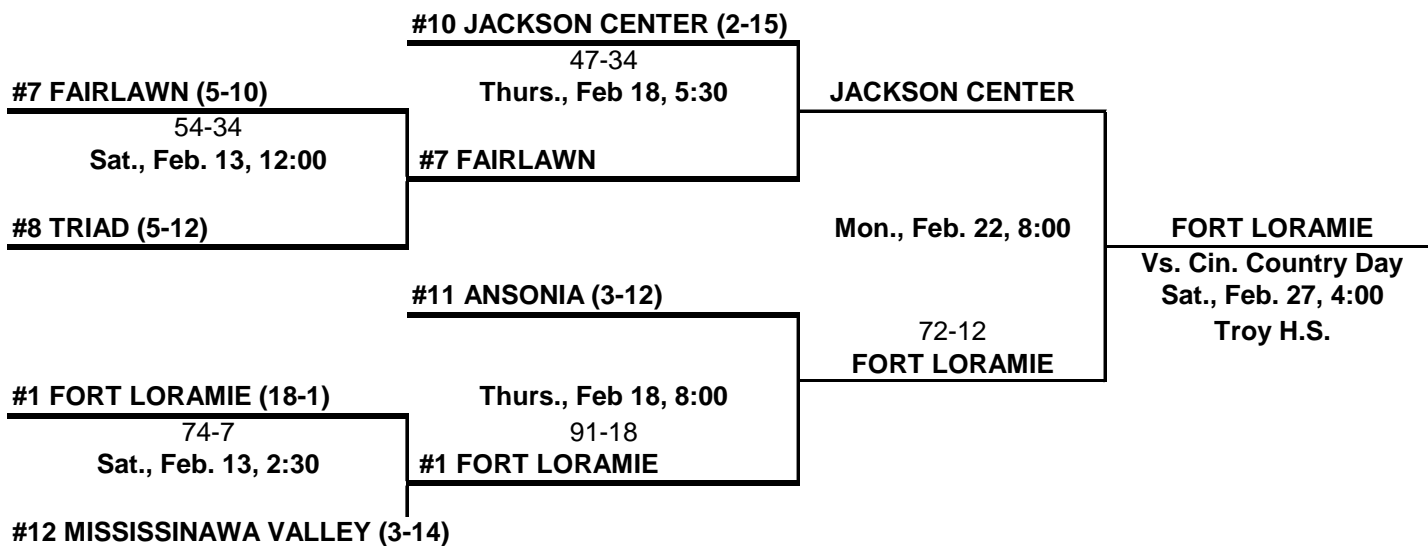 #10 JACKSON CENTER (2-15)
47-34
#7 FAIRLAWN (5-10)
Thurs., Feb 18, 5:30
JACKSON CENTER
54-34
Sat., Feb. 13, 12:00
#7 FAIRLAWN
#8 TRIAD (5-12)
Mon., Feb. 22, 8:00
FORT LORAMIE
Vs. Cin. Country Day
#11 ANSONIA (3-12)
Sat., Feb. 27, 4:00
72-12
Troy H.S.
FORT LORAMIE
#1 FORT LORAMIE (18-1)
Thurs., Feb 18, 8:00
74-7
91-18
Sat., Feb. 13, 2:30
#1 FORT LORAMIE
#12 MISSISSINAWA VALLEY (3-14)